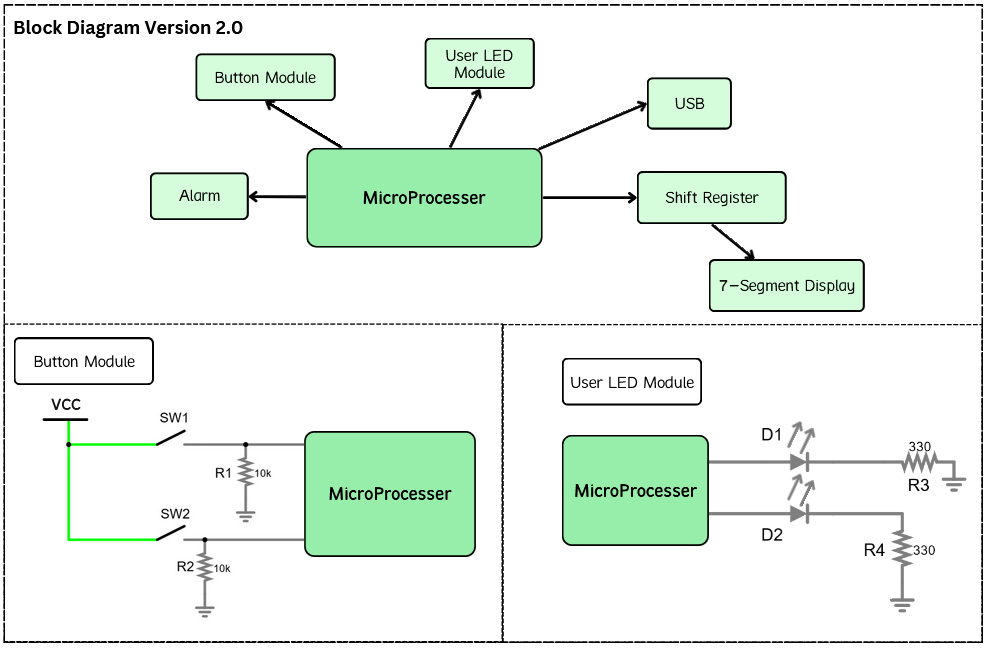 Block Diagram Version 2.0
User LED
Module
Button Module
USB
Alarm
MicroProcesser
Shift Register
7-Segment Display
Button Module
VCC
SW1
R1
10k
MicroProcesser
SW2
R2
10k
User LED Module
D1
330
R3
MicroProcesser
D2
R4
330